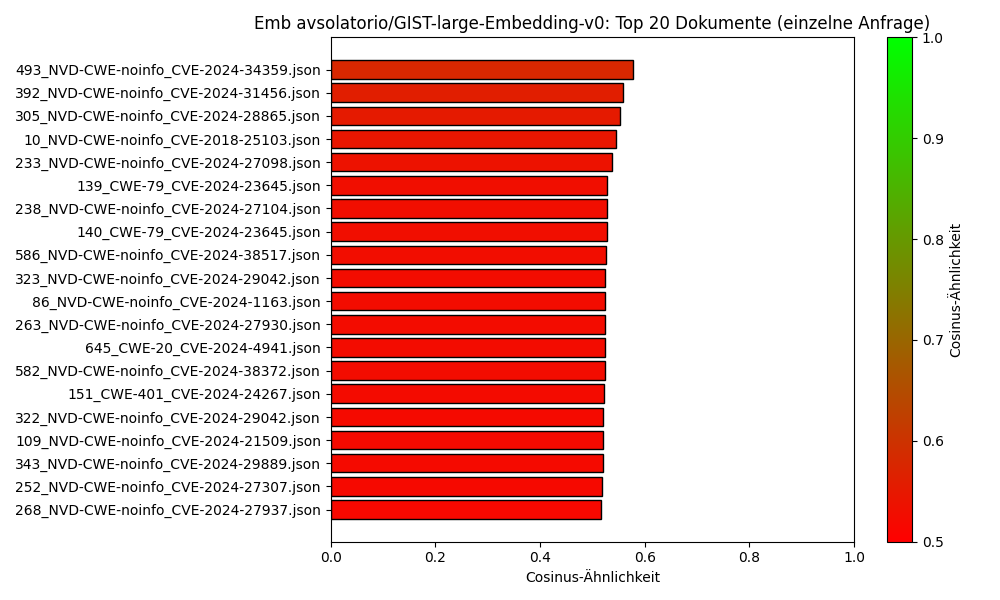 Emb avsolatorio/GIST-large-Embedding-v0: Top 20 Dokumente (einzelne Anfrage)
493_NVD-CWE-noinfo_CVE-2024-34359.json
392_NVD-CWE-noinfo_CVE-2024-31456.json
305_NVD-CWE-noinfo_CVE-2024-28865.json
10_NVD-CWE-noinfo_CVE-2018-25103.json
233_NVD-CWE-noinfo_CVE-2024-27098.json
139_CWE-79_CVE-2024-23645.json
238_NVD-CWE-noinfo_CVE-2024-27104.json
140_CWE-79_CVE-2024-23645.json
586_NVD-CWE-noinfo_CVE-2024-38517.json
323_NVD-CWE-noinfo_CVE-2024-29042.json
86_NVD-CWE-noinfo_CVE-2024-1163.json
263_NVD-CWE-noinfo_CVE-2024-27930.json
645_CWE-20_CVE-2024-4941.json
582_NVD-CWE-noinfo_CVE-2024-38372.json
151_CWE-401_CVE-2024-24267.json
322_NVD-CWE-noinfo_CVE-2024-29042.json
109_NVD-CWE-noinfo_CVE-2024-21509.json
343_NVD-CWE-noinfo_CVE-2024-29889.json
252_NVD-CWE-noinfo_CVE-2024-27307.json
268_NVD-CWE-noinfo_CVE-2024-27937.json
0.0 0.2 0.4 0.6 0.8 1.0
Cosinus-Ähnlichkeit
1.0
0.9
0.8
0.7
0.6
0.5
Cosinus-Ähnlichkeit